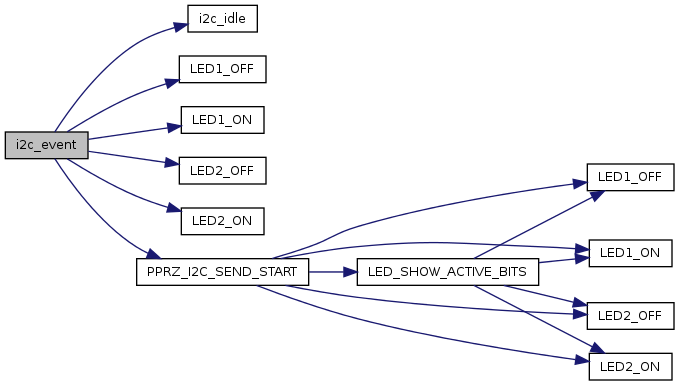 i2c_idle
LED1_OFF
LED1_ON
i2c_event
LED2_OFF
LED2_ON
PPRZ_I2C_SEND_START
LED_SHOW_ACTIVE_BITS
LED1_OFF
LED1_ON
LED2_OFF
LED2_ON